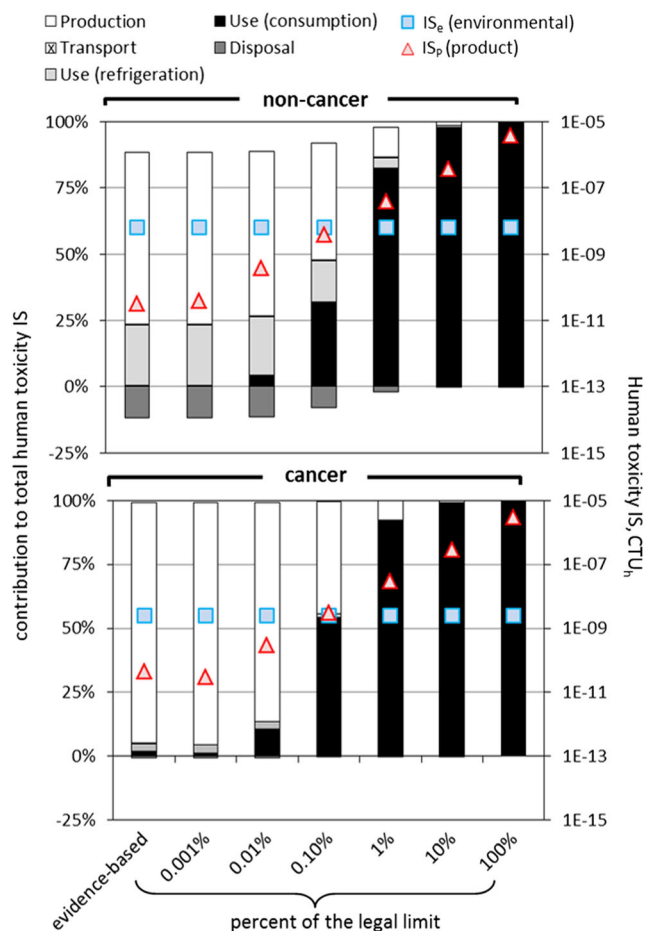 Production
Use (consumption)
ISe (environmental)
Transport
Disposal
ISP (product)
Use (refrigeration)
non-cancer
100%
75%
50%
25%
0%
-25%
1E-05
1E-07
1E-09
1E-11
1E-13
1E-15
cancer
100%
75%
50%
25%
0%
-25%
1E-05
1E-07
1E-09
1E-11
1E-13
1E-15
contribution to total human toxicity IS
Human toxicity IS, CTUh
evidence-based
0.001%
0.01%
0.10%
1%
10%
100%
percent of the legal limit